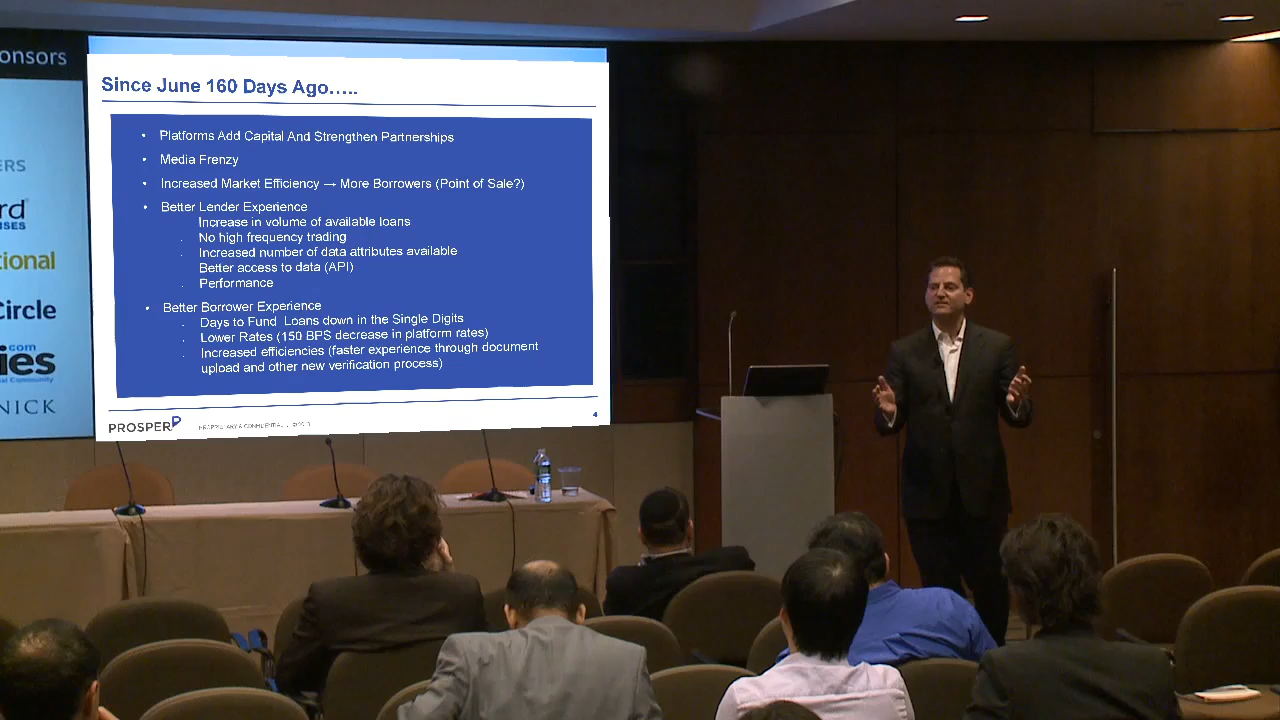 onsors
Since June 160 Days Ago…..
• Platforms Add Capital And Strengthen Partnerships
• Media Frenzy
• Increased Market Efficiency → More Borrowers (Point of Sale?)
• Better Lender Experience
Increase in volume of available loans
· No high frequency trading
· Increased number of data attributes available
Better access to data (API)
· Performance
• Better Borrower Experience
· Days to Fund Loans down in the Single Digits
· Lower Rates (150 BPS decrease in platform rates)
· Increased efficiencies (faster experience through document
upload and other new verification process)
PROSPER
PROPRIETARY & CONFIDENTIAL
4
ERS
rd
ISES
ional
Circle
com
ies
NICK